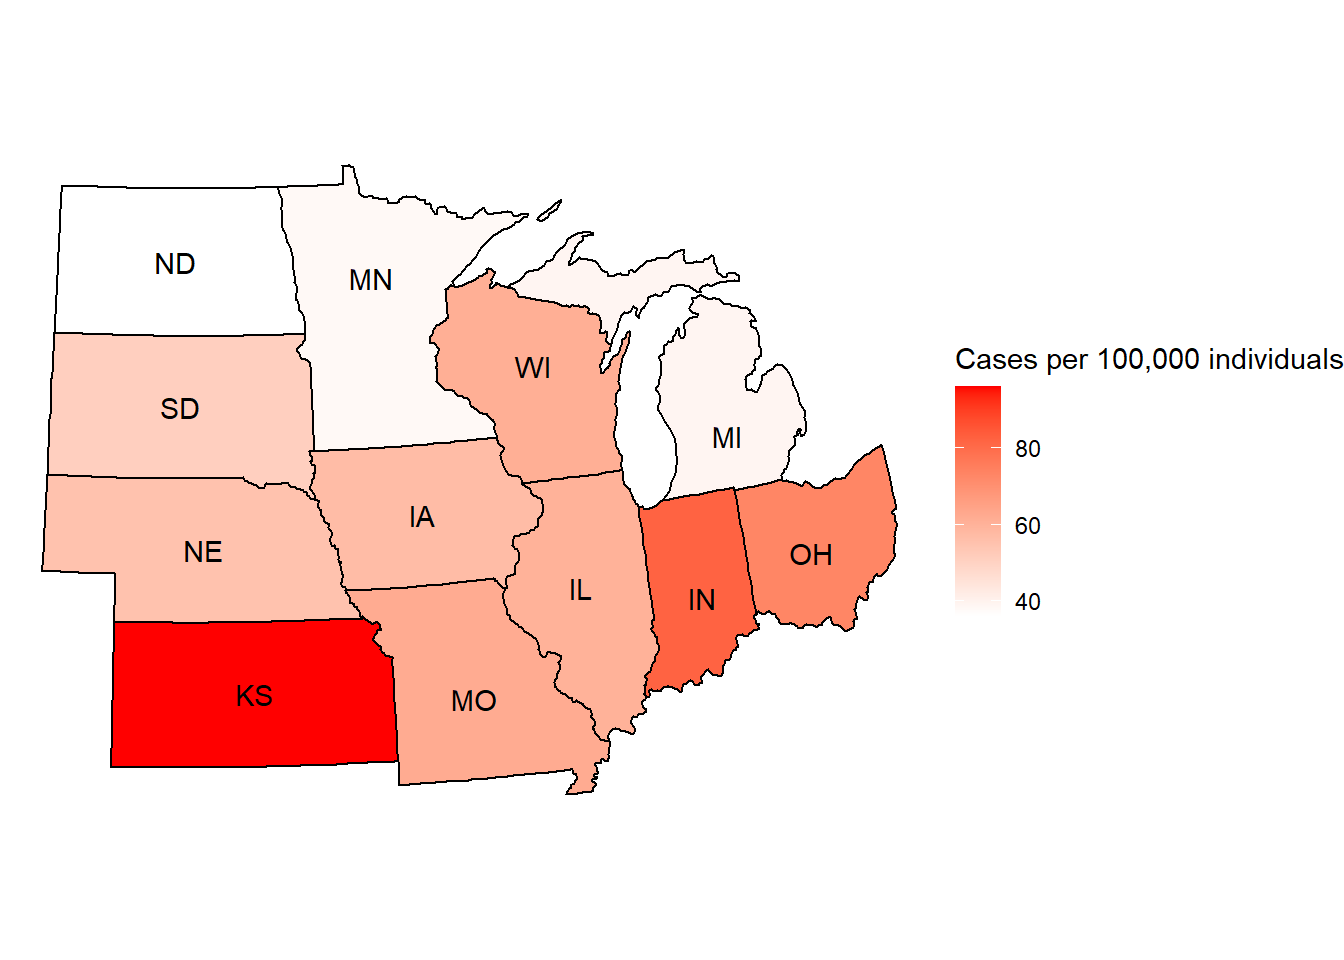 ND
MN
WI
SD
MI
IA
NE
OH
IL
IN
KS
MO
Cases per 100,000 individuals
80
60
40